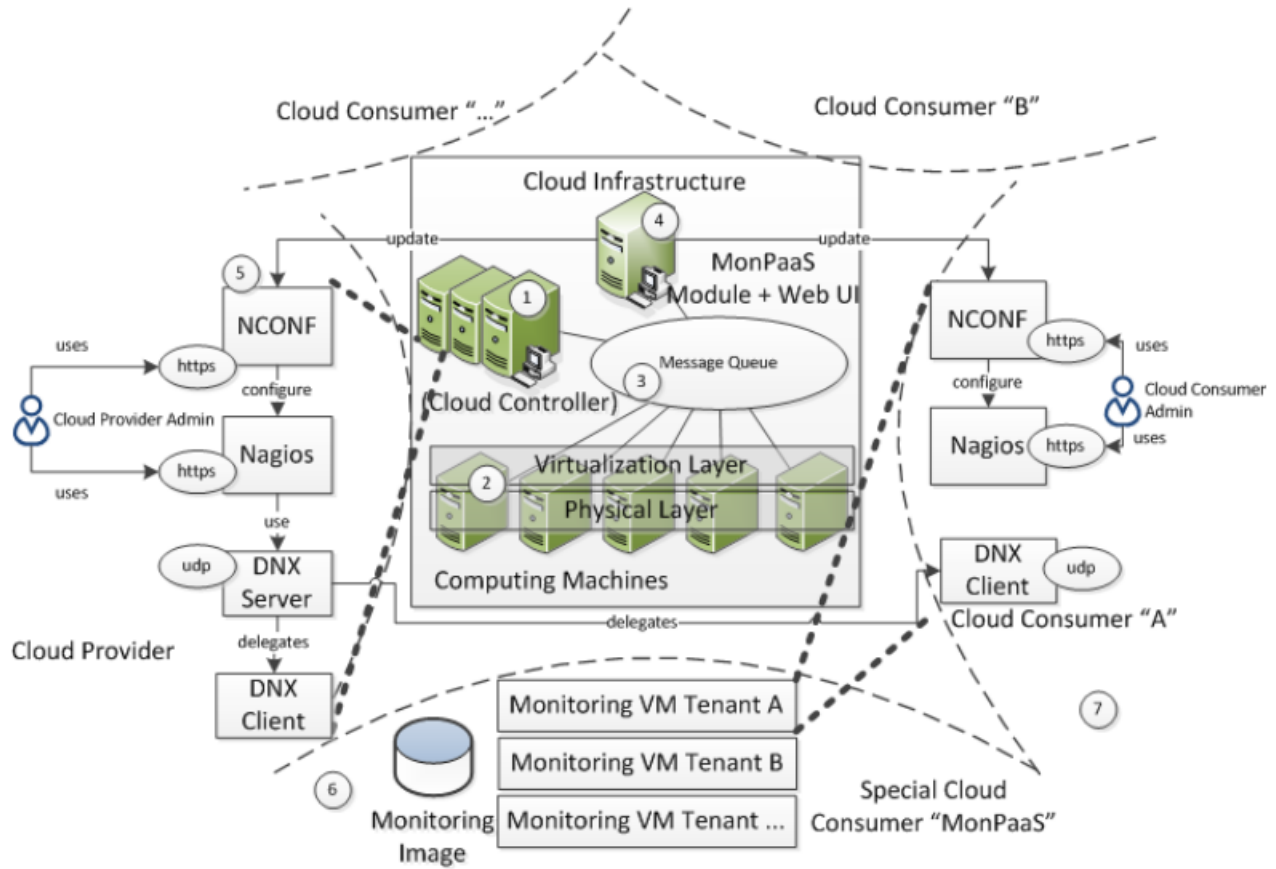 Cloud Consumer “...”
Cloud Consumer “B”
Cloud Infrastructure
4
update
update
MonPaaS
Module + Web UI
5
1
NCONF
NCONF
uses
https
https
uses
Message Queue
3
configure
configure
(Cloud Controller)
Cloud Provider Admin
Cloud Consumer
Admin
Nagios
Nagios
https
https
uses
uses
Virtualization Layer
2
Physical Layer
use
udp
DNX
Server
Computing Machines
DNX
Client
udp
delegates
Cloud Consumer “A”
delegates
Cloud Provider
DNX
Client
Monitoring VM Tenant A
7
Monitoring VM Tenant B
6
Special Cloud
Consumer “MonPaaS”
Monitoring
Image
Monitoring VM Tenant ...